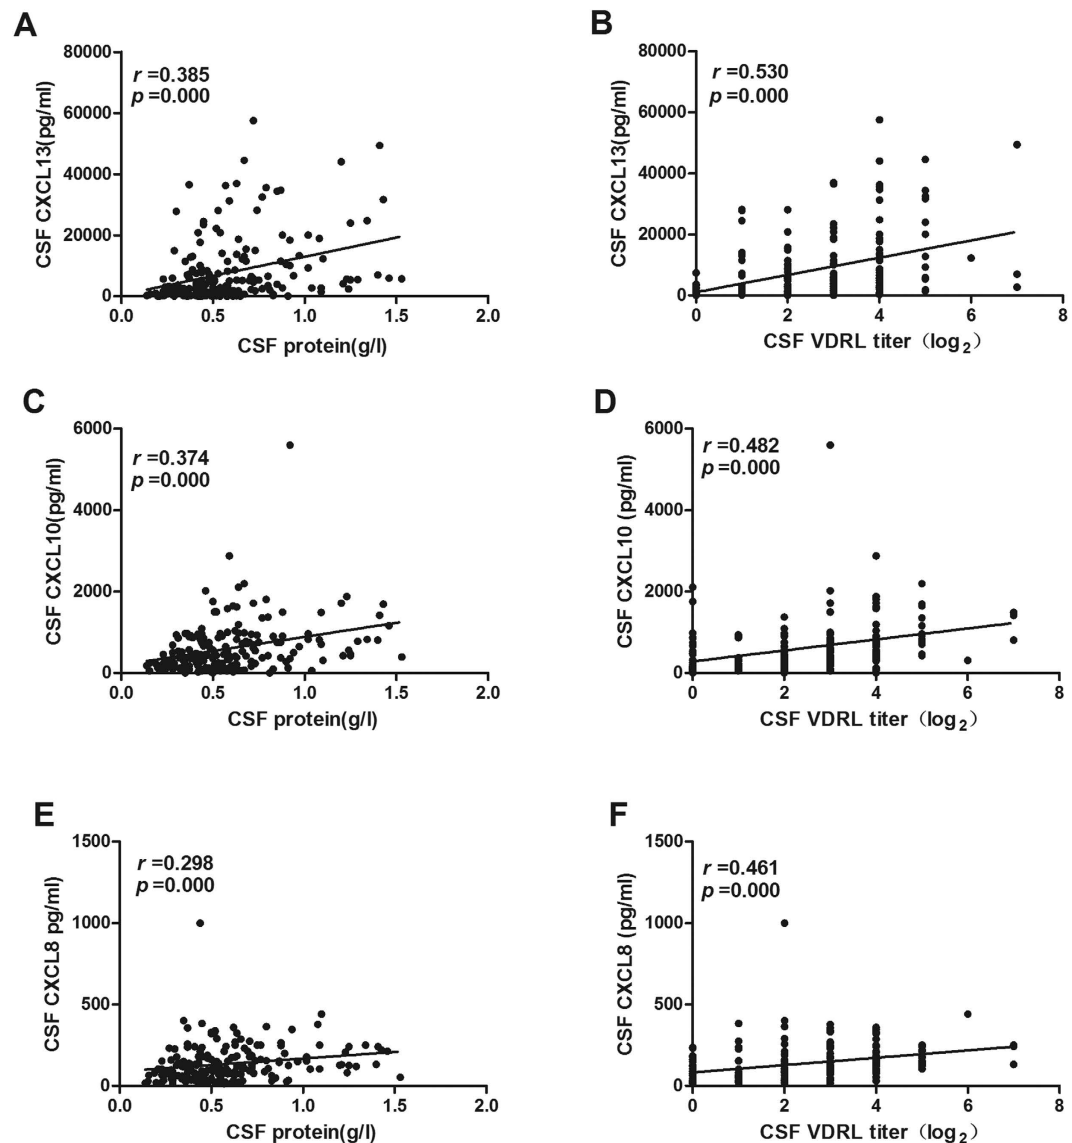 A
r =0.385
p =0.000
CSF CXCL13(pg/ml)
80000
60000
40000
20000
0
0.0 0.5 1.0 1.5 2.0
CSF protein(g/l)
B
r =0.530
p =0.000
CSF CXCL13(pg/ml)
80000
60000
40000
20000
0
0 2 4 6 8
CSF VDRL titer（log2）
C
r =0.374
p =0.000
CSF CXCL10(pg/ml)
6000
4000
2000
0
0.0 0.5 1.0 1.5 2.0
CSF protein(g/l)
D
r =0.482
p =0.000
CSF CXCL10 (pg/ml)
6000
4000
2000
0
0 2 4 6 8
CSF VDRL titer（log2）
E
r =0.298
p =0.000
CSF CXCL8 pg/ml)
1500
1000
500
0
0.0 0.5 1.0 1.5 2.0
CSF protein(g/l)
F
r =0.461
p =0.000
CSF CXCL8 (pg/ml)
1500
1000
500
0
0 2 4 6 8
CSF VDRL titer（log2）